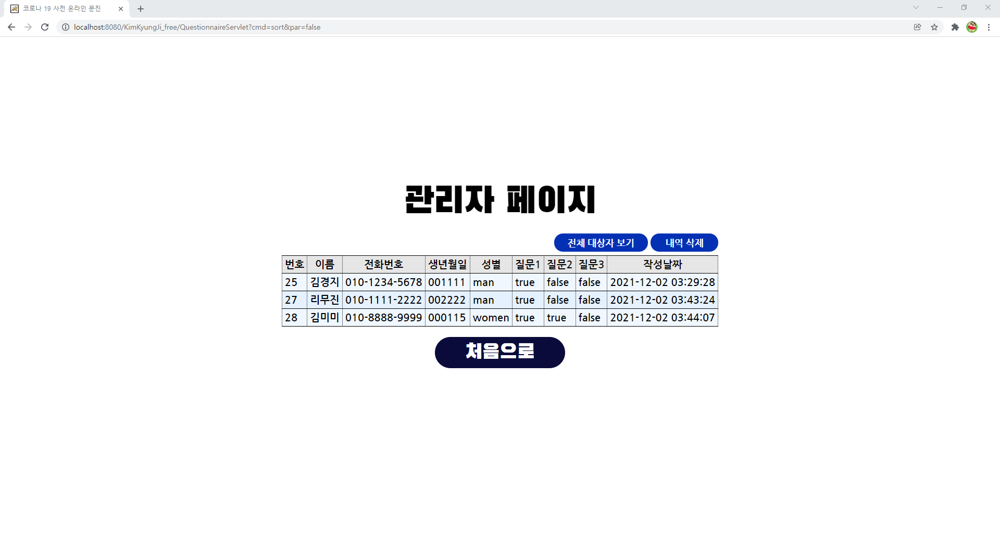 코로나 19 사전 온라인 문진
localhost:8080/KimKyungJi_free/QuestionnaireServlet?cmd=sort&par=false
관리자 페이지
전체 대상자 보기 내역 삭제
번호 이름 전화번호 생년월일 성별 질문1 질문2 질문3 작성날짜
25 김경지 010-1234-5678 001111 man true false false 2021-12-02 03:29:28
27 리무진 010-1111-2222 002222 man true false false 2021-12-02 03:43:24
28 김미미 010-8888-9999 000115 women true true false 2021-12-02 03:44:07
처음으로